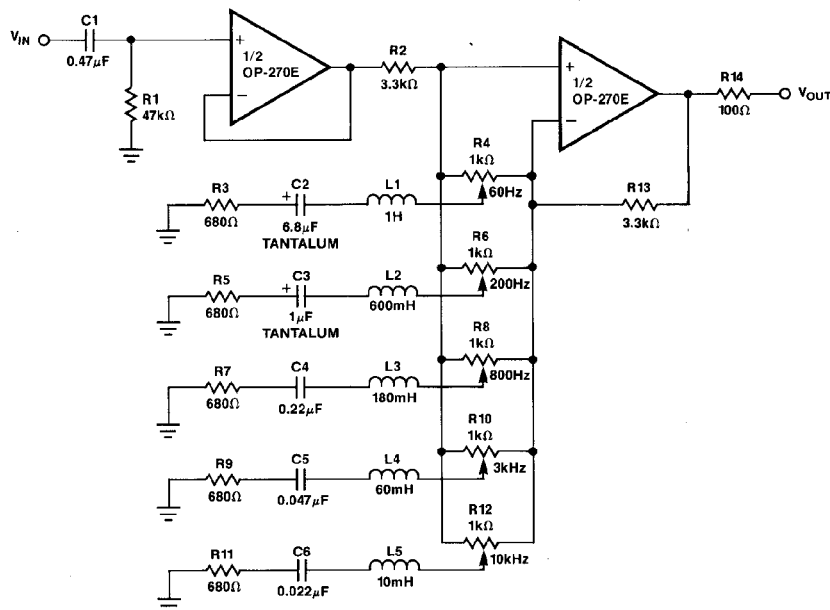 C1
V_IN
0.47μF
R1
47kΩ
+
1/2
OP-270E
−
R2
3.3kΩ
+
1/2
OP-270E
−
R14
100Ω
V_OUT
R13
3.3kΩ
R4
1kΩ
60Hz
R3
680Ω
C2
+
6.8μF
TANTALUM
L1
1H
R6
1kΩ
200Hz
R5
680Ω
C3
+
1μF
TANTALUM
L2
600mH
R8
1kΩ
800Hz
R7
680Ω
C4
0.22μF
L3
180mH
R10
1kΩ
3kHz
R9
680Ω
C5
0.047μF
L4
60mH
R12
1kΩ
10kHz
R11
680Ω
C6
0.022μF
L5
10mH